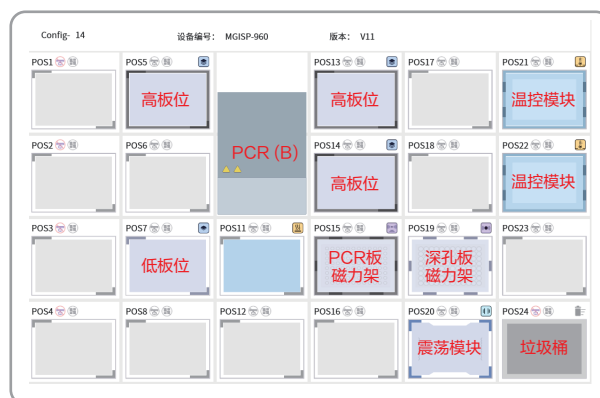 Config- 14 设备编号： MGISP-960 版本： V11
POS1 POS5 POS13 POS17 POS21
高板位 高板位 温控模块
PCR (B)
POS2 POS6 POS14 POS18 POS22
高板位 温控模块
POS3 POS7 POS11 POS15 POS19 POS23
低板位 PCR板 深孔板
磁力架 磁力架
POS4 POS8 POS12 POS16 POS20 POS24
震荡模块 垃圾桶